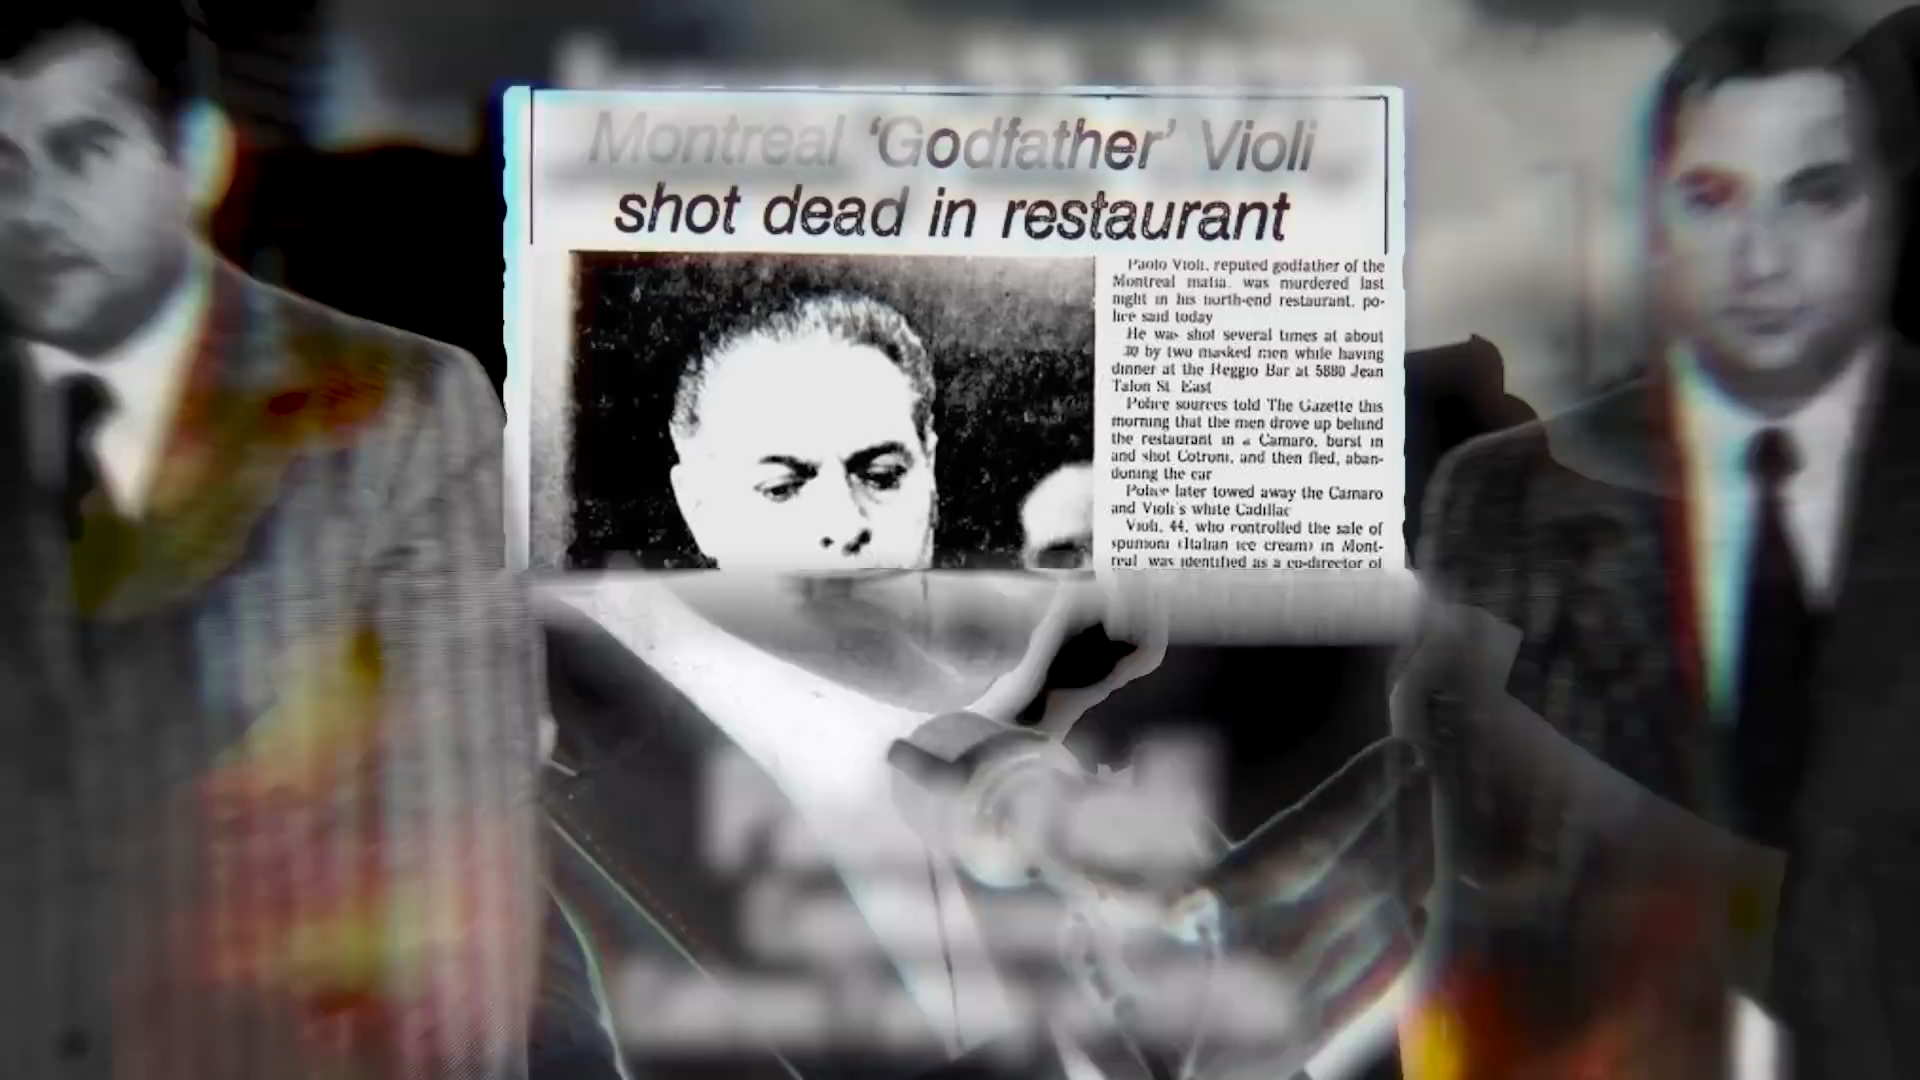 Montreal ‘Godfather’ Violi
shot dead in restaurant
Paolo Violi, reputed godfather of the
Montreal mafia, was murdered last
night in his north-end restaurant, po-
lice said today
He was shot several times at about
30 by two masked men while having
dinner at the Reggio Bar at 5880 Jean
Talon St. East
Police sources told The Gazette this
morning that the men drove up behind
the restaurant in a Camaro, burst in
and shot Cotroni, and then fled, aban-
doning the car
Police later towed away the Camaro
and Violi's white Cadillac
Violi, 44, who controlled the sale of
spumoni (Italian ice cream) in Mont-
real was identified as a co-director of